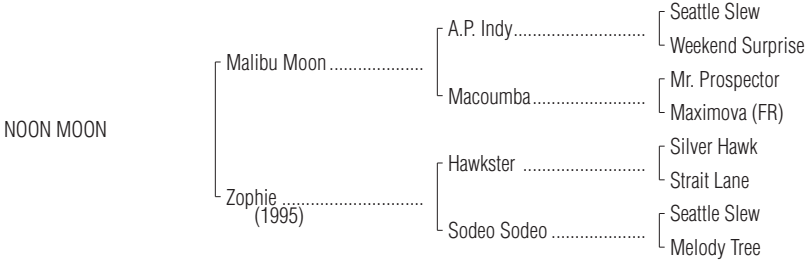 Seattle Slew
A.P. Indy..............................
Weekend Surprise
Malibu Moon .....................
Mr. Prospector
Macoumba..........................
Maximova (FR)
NOON MOON
Silver Hawk
Hawkster ...........................
Strait Lane
Zophie ................................
(1995)
Seattle Slew
Sodeo Sodeo .....................
Melody Tree